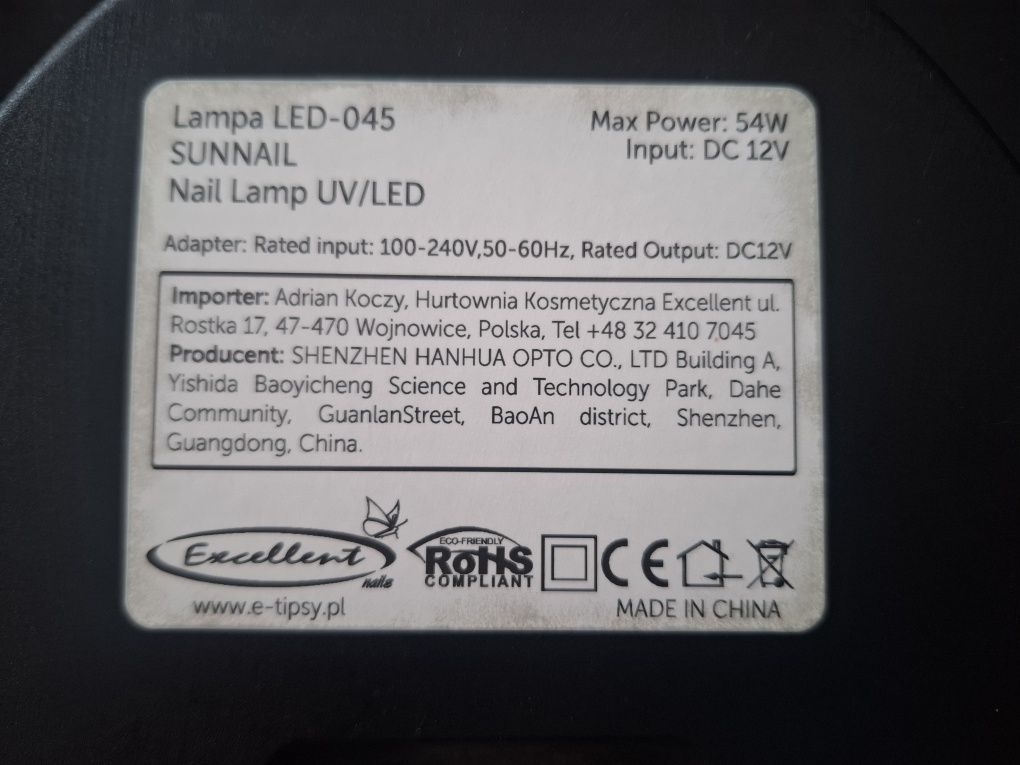 Lampa LED-045
SUNNAIL
Nail Lamp UV/LED
Max Power: 54W
Input: DC 12V
Adapter: Rated input: 100-240V,50-60Hz, Rated Output: DC12V
Importer: Adrian Koczy, Hurtownia Kosmetyczna Excellent ul.
Rostka 17, 47-470 Wojnowice, Polska, Tel +48 32 410 7045
Producent: SHENZHEN HANHUA OPTO CO., LTD Building A,
Yishida Baoyicheng Science and Technology Park, Dahe
Community, GuanlanStreet, BaoAn district, Shenzhen,
Guangdong, China.
Excellent
nails
www.e-tipsy.pl
ECO-FRIENDLY
RoHS
COMPLIANT
CE
MADE IN CHINA